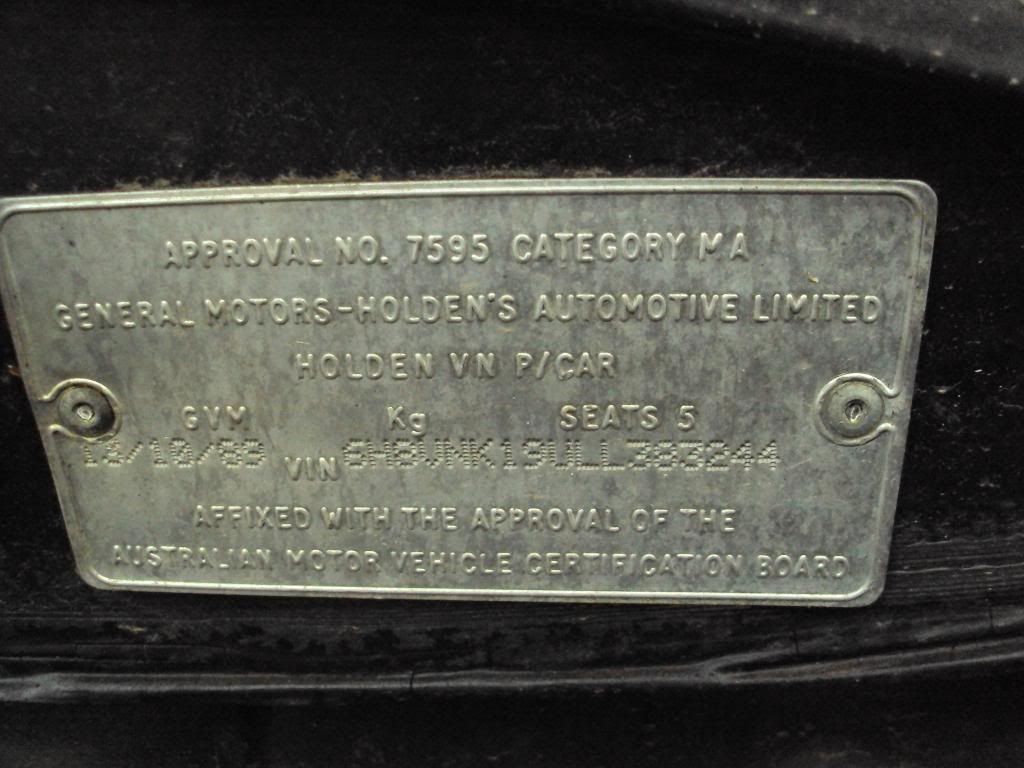 APPROVAL NO. 7595 CATEGORY MA
GENERAL MOTORS-HOLDEN'S AUTOMOTIVE LIMITED
HOLDEN VN P/CAR
GVM Kg SEATS 5
VIN 6H8VNK19ULL383244
AFFIXED WITH THE APPROVAL OF THE
AUSTRALIAN MOTOR VEHICLE CERTIFICATION BOARD